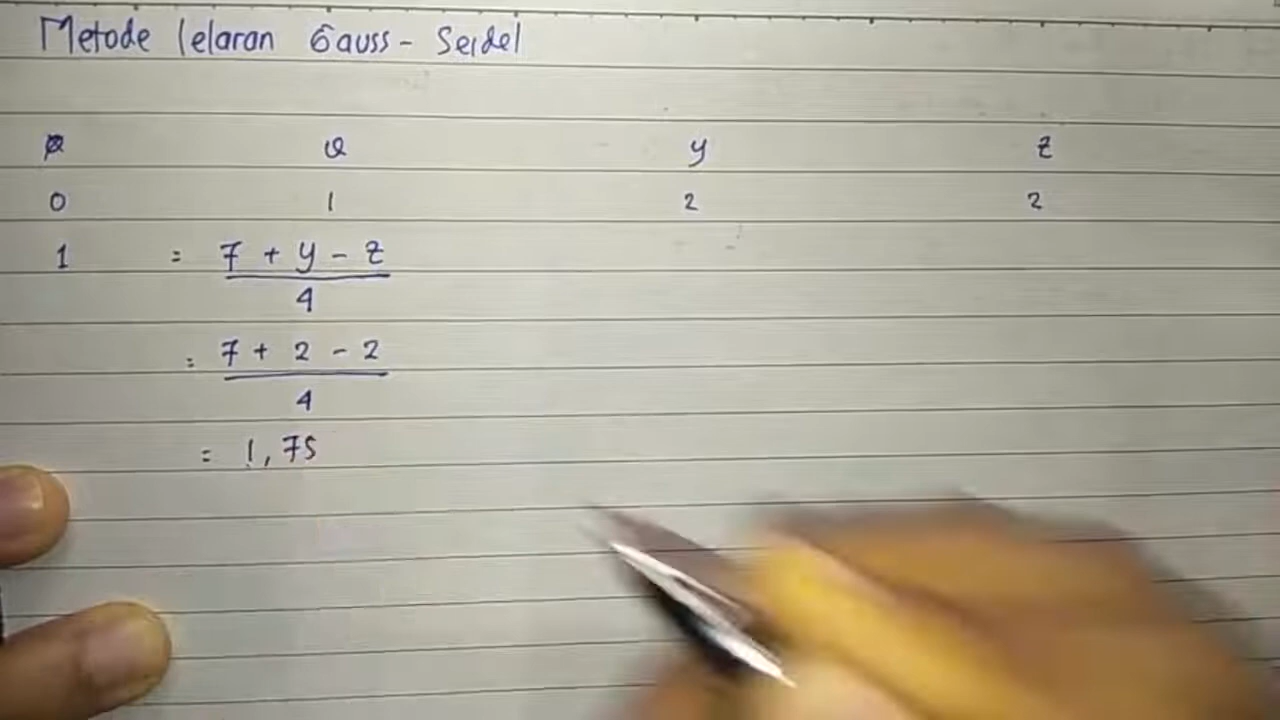 Metode lelaran Gauss - Seidel
x y z
0 1 2 2
1 = 7 + y - z
4
= 7 + 2 - 2
4
= 1,75